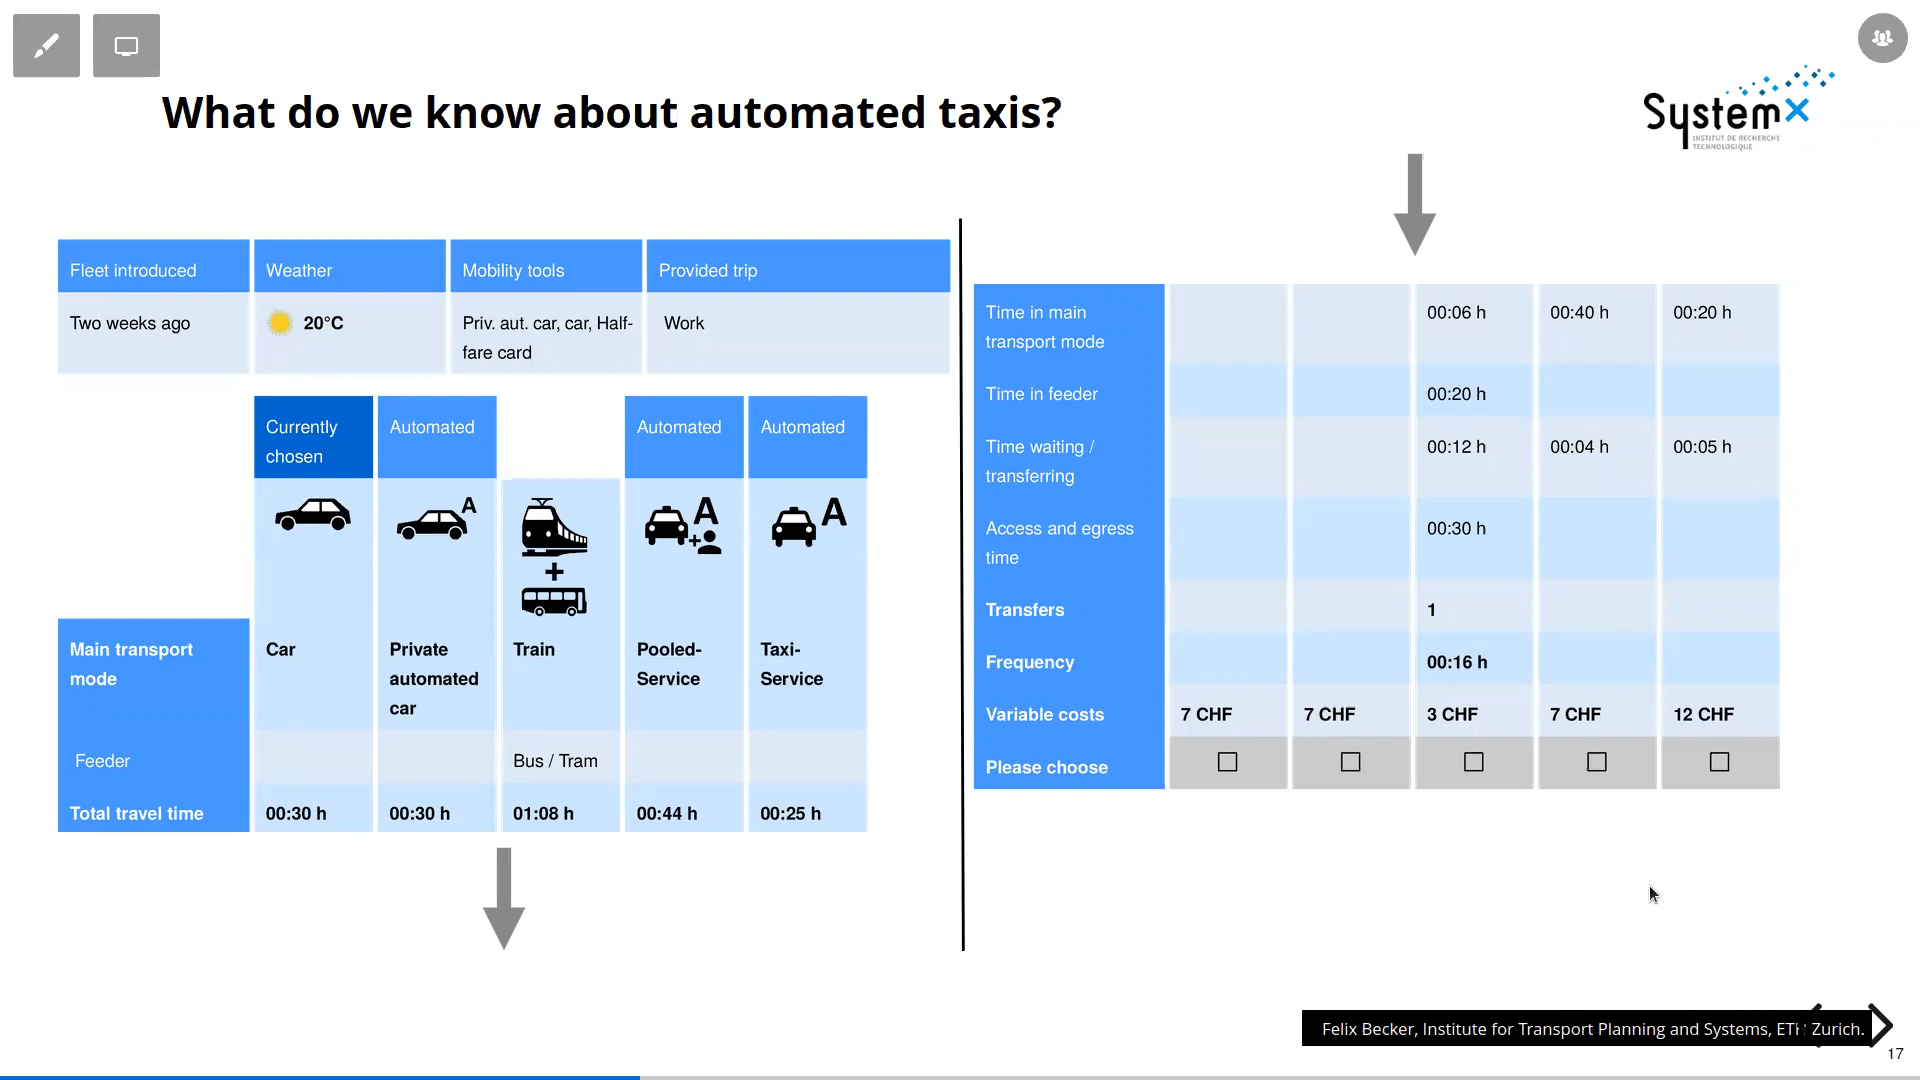 What do we know about automated taxis?
System X
INSTITUT DE RECHERCHE
TECHNOLOGIQUE
Fleet introduced Weather Mobility tools Provided trip
Two weeks ago 20°C Priv. aut. car, car, Half-
fare card Work
Currently
chosen
Automated
Automated
Automated
A
A
A
Main transport
mode
Car
Private
automated
car
Train
Pooled-
Service
Taxi-
Service
Feeder Bus / Tram
Total travel time 00:30 h 00:30 h 01:08 h 00:44 h 00:25 h
Time in main
transport mode 00:06 h 00:40 h 00:20 h
Time in feeder 00:20 h
Time waiting /
transferring 00:12 h 00:04 h 00:05 h
Access and egress
time 00:30 h
Transfers 1
Frequency 00:16 h
Variable costs 7 CHF 7 CHF 3 CHF 7 CHF 12 CHF
Please choose
Felix Becker, Institute for Transport Planning and Systems, ETH Zurich.
17